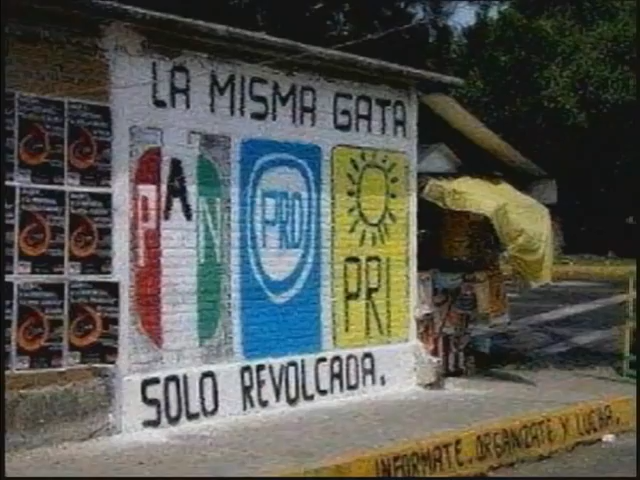 LA MISMA GATA
PAN
PRD
PRI
SOLO REVOLCADA.
INFORMATE, ORGANIZATE Y LUCHA.